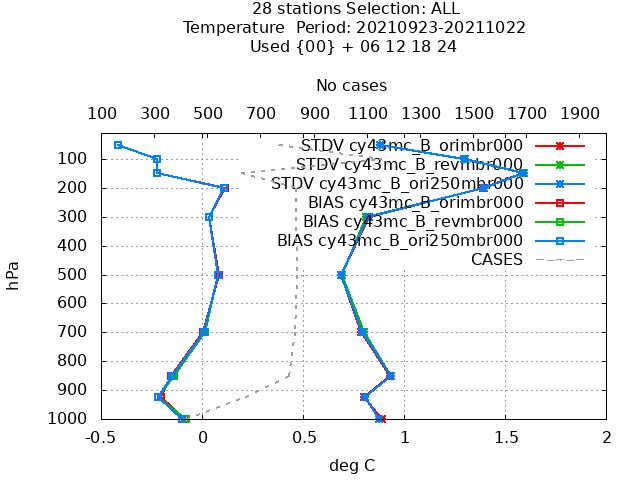 28 stations Selection: ALL
Temperature  Period: 20210923-20211022
Used {00} + 06 12 18 24
No cases
100 300 500 700 900 1100 1300 1500 1700 1900
STDV cy43mc_B_orimbr000
100
STDV cy43mc_B_revmbr000
STDV cy43mc_B_ori250mbr000
200
BIAS cy43mc_B_orimbr000
300
BIAS cy43mc_B_revmbr000
BIAS cy43mc_B_ori250mbr000
400
CASES
500
hPa
600
700
800
900
1000
-0.5 0 0.5 1 1.5 2
deg C